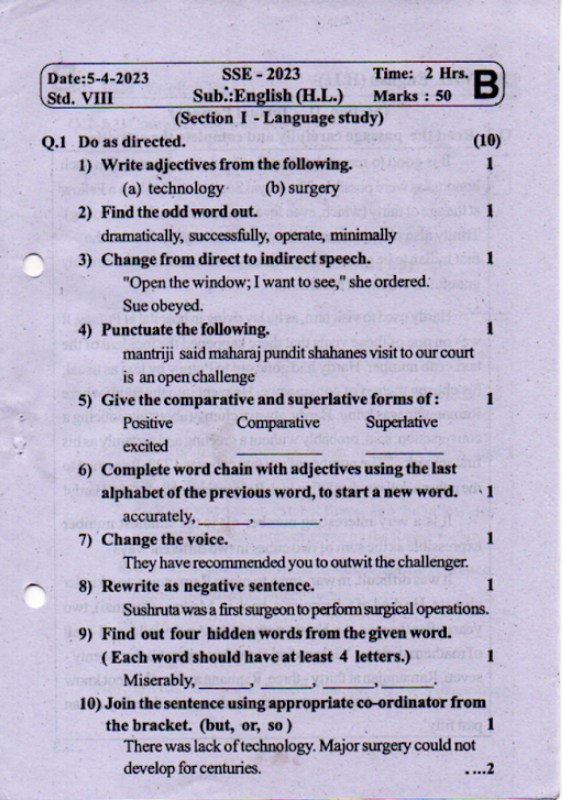 Date:5-4-2023 SSE - 2023 Time: 2 Hrs. B
Std. VIII Sub.:English (H.L.) Marks : 50
(Section I - Language study)
Q.1 Do as directed. (10)
1) Write adjectives from the following. 1
(a) technology (b) surgery
2) Find the odd word out. 1
dramatically, successfully, operate, minimally
3) Change from direct to indirect speech. 1
"Open the window; I want to see," she ordered.
Sue obeyed.
4) Punctuate the following. 1
mantriji said maharaj pundit shahanes visit to our court
is an open challenge
5) Give the comparative and superlative forms of : 1
Positive Comparative Superlative
excited ________ ________
6) Complete word chain with adjectives using the last
alphabet of the previous word, to start a new word. 1
accurately, ______, ______, ______.
7) Change the voice. 1
They have recommended you to outwit the challenger.
8) Rewrite as negative sentence. 1
Sushruta was a first surgeon to perform surgical operations.
9) Find out four hidden words from the given word.
( Each word should have at least 4 letters.) 1
Miserably, ______, ______, ______, ______.
10) Join the sentence using appropriate co-ordinator from
the bracket. (but, or, so ) 1
There was lack of technology. Major surgery could not
develop for centuries. ....2